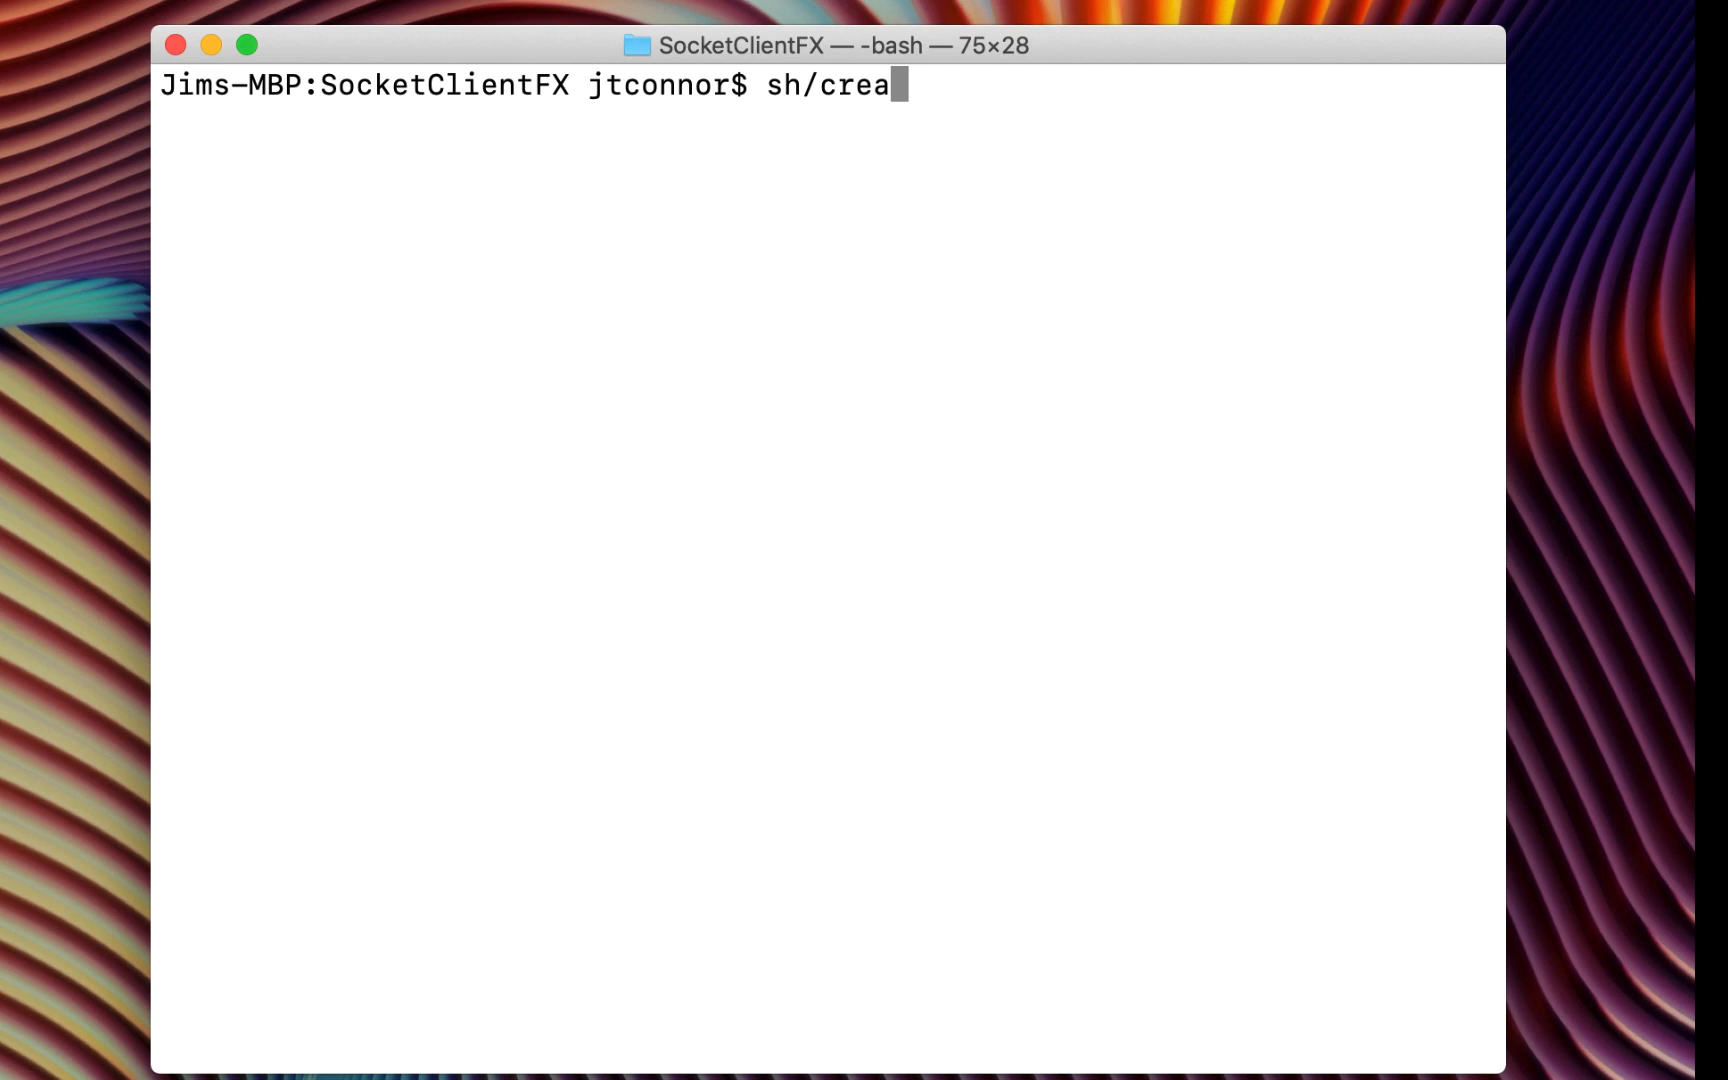 SocketClientFX — -bash — 75×28
Jims-MBP:SocketClientFX jtconnor$ sh/crea